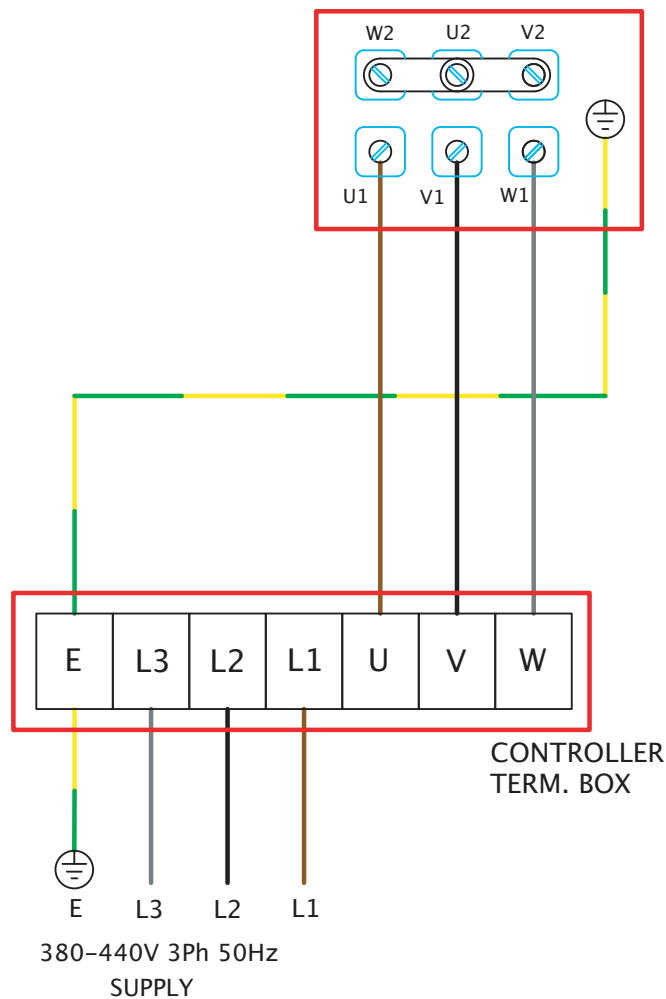 W2 U2 V2
U1 V1 W1
E L3 L2 L1 U V W
CONTROLLER
TERM. BOX
E L3 L2 L1
380–440V 3Ph 50Hz
SUPPLY